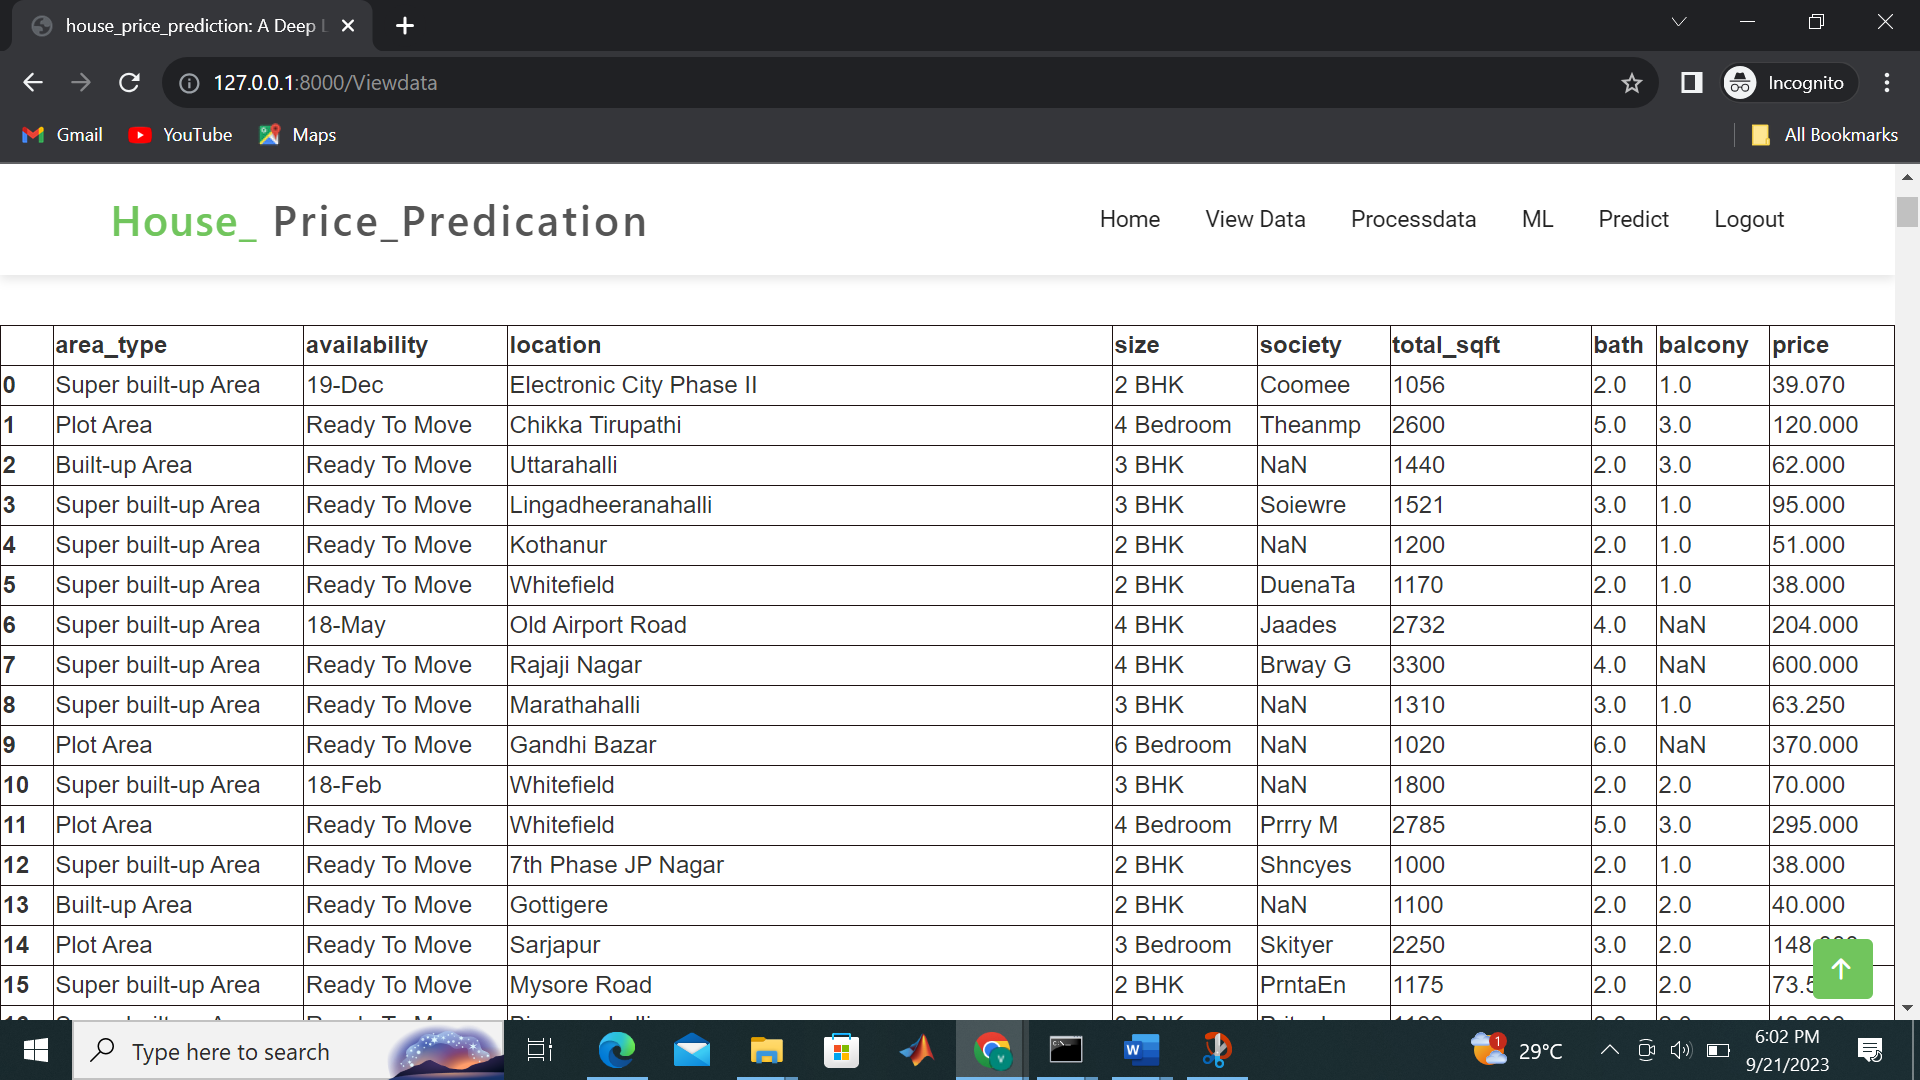 house_price_prediction: A Deep
127.0.0.1:8000/Viewdata
Incognito
Gmail YouTube Maps
All Bookmarks
House_ Price_Predication
Home View Data Processdata ML Predict Logout
area_type availability location size society total_sqft bath balcony price
0 Super built-up Area 19-Dec Electronic City Phase II 2 BHK Coomee 1056 2.0 1.0 39.070
1 Plot Area Ready To Move Chikka Tirupathi 4 Bedroom Theanmp 2600 5.0 3.0 120.000
2 Built-up Area Ready To Move Uttarahalli 3 BHK NaN 1440 2.0 3.0 62.000
3 Super built-up Area Ready To Move Lingadheeranahalli 3 BHK Soiewre 1521 3.0 1.0 95.000
4 Super built-up Area Ready To Move Kothanur 2 BHK NaN 1200 2.0 1.0 51.000
5 Super built-up Area Ready To Move Whitefield 2 BHK DuenaTa 1170 2.0 1.0 38.000
6 Super built-up Area 18-May Old Airport Road 4 BHK Jaades 2732 4.0 NaN 204.000
7 Super built-up Area Ready To Move Rajaji Nagar 4 BHK Brway G 3300 4.0 NaN 600.000
8 Super built-up Area Ready To Move Marathahalli 3 BHK NaN 1310 3.0 1.0 63.250
9 Plot Area Ready To Move Gandhi Bazar 6 Bedroom NaN 1020 6.0 NaN 370.000
10 Super built-up Area 18-Feb Whitefield 3 BHK NaN 1800 2.0 2.0 70.000
11 Plot Area Ready To Move Whitefield 4 Bedroom Prrry M 2785 5.0 3.0 295.000
12 Super built-up Area Ready To Move 7th Phase JP Nagar 2 BHK Shncyes 1000 2.0 1.0 38.000
13 Built-up Area Ready To Move Gottigere 2 BHK NaN 1100 2.0 2.0 40.000
14 Plot Area Ready To Move Sarjapur 3 Bedroom Skityer 2250 3.0 2.0 148
15 Super built-up Area Ready To Move Mysore Road 2 BHK PrntaEn 1175 2.0 2.0 73.5
Type here to search
1
29°C
6:02 PM
9/21/2023